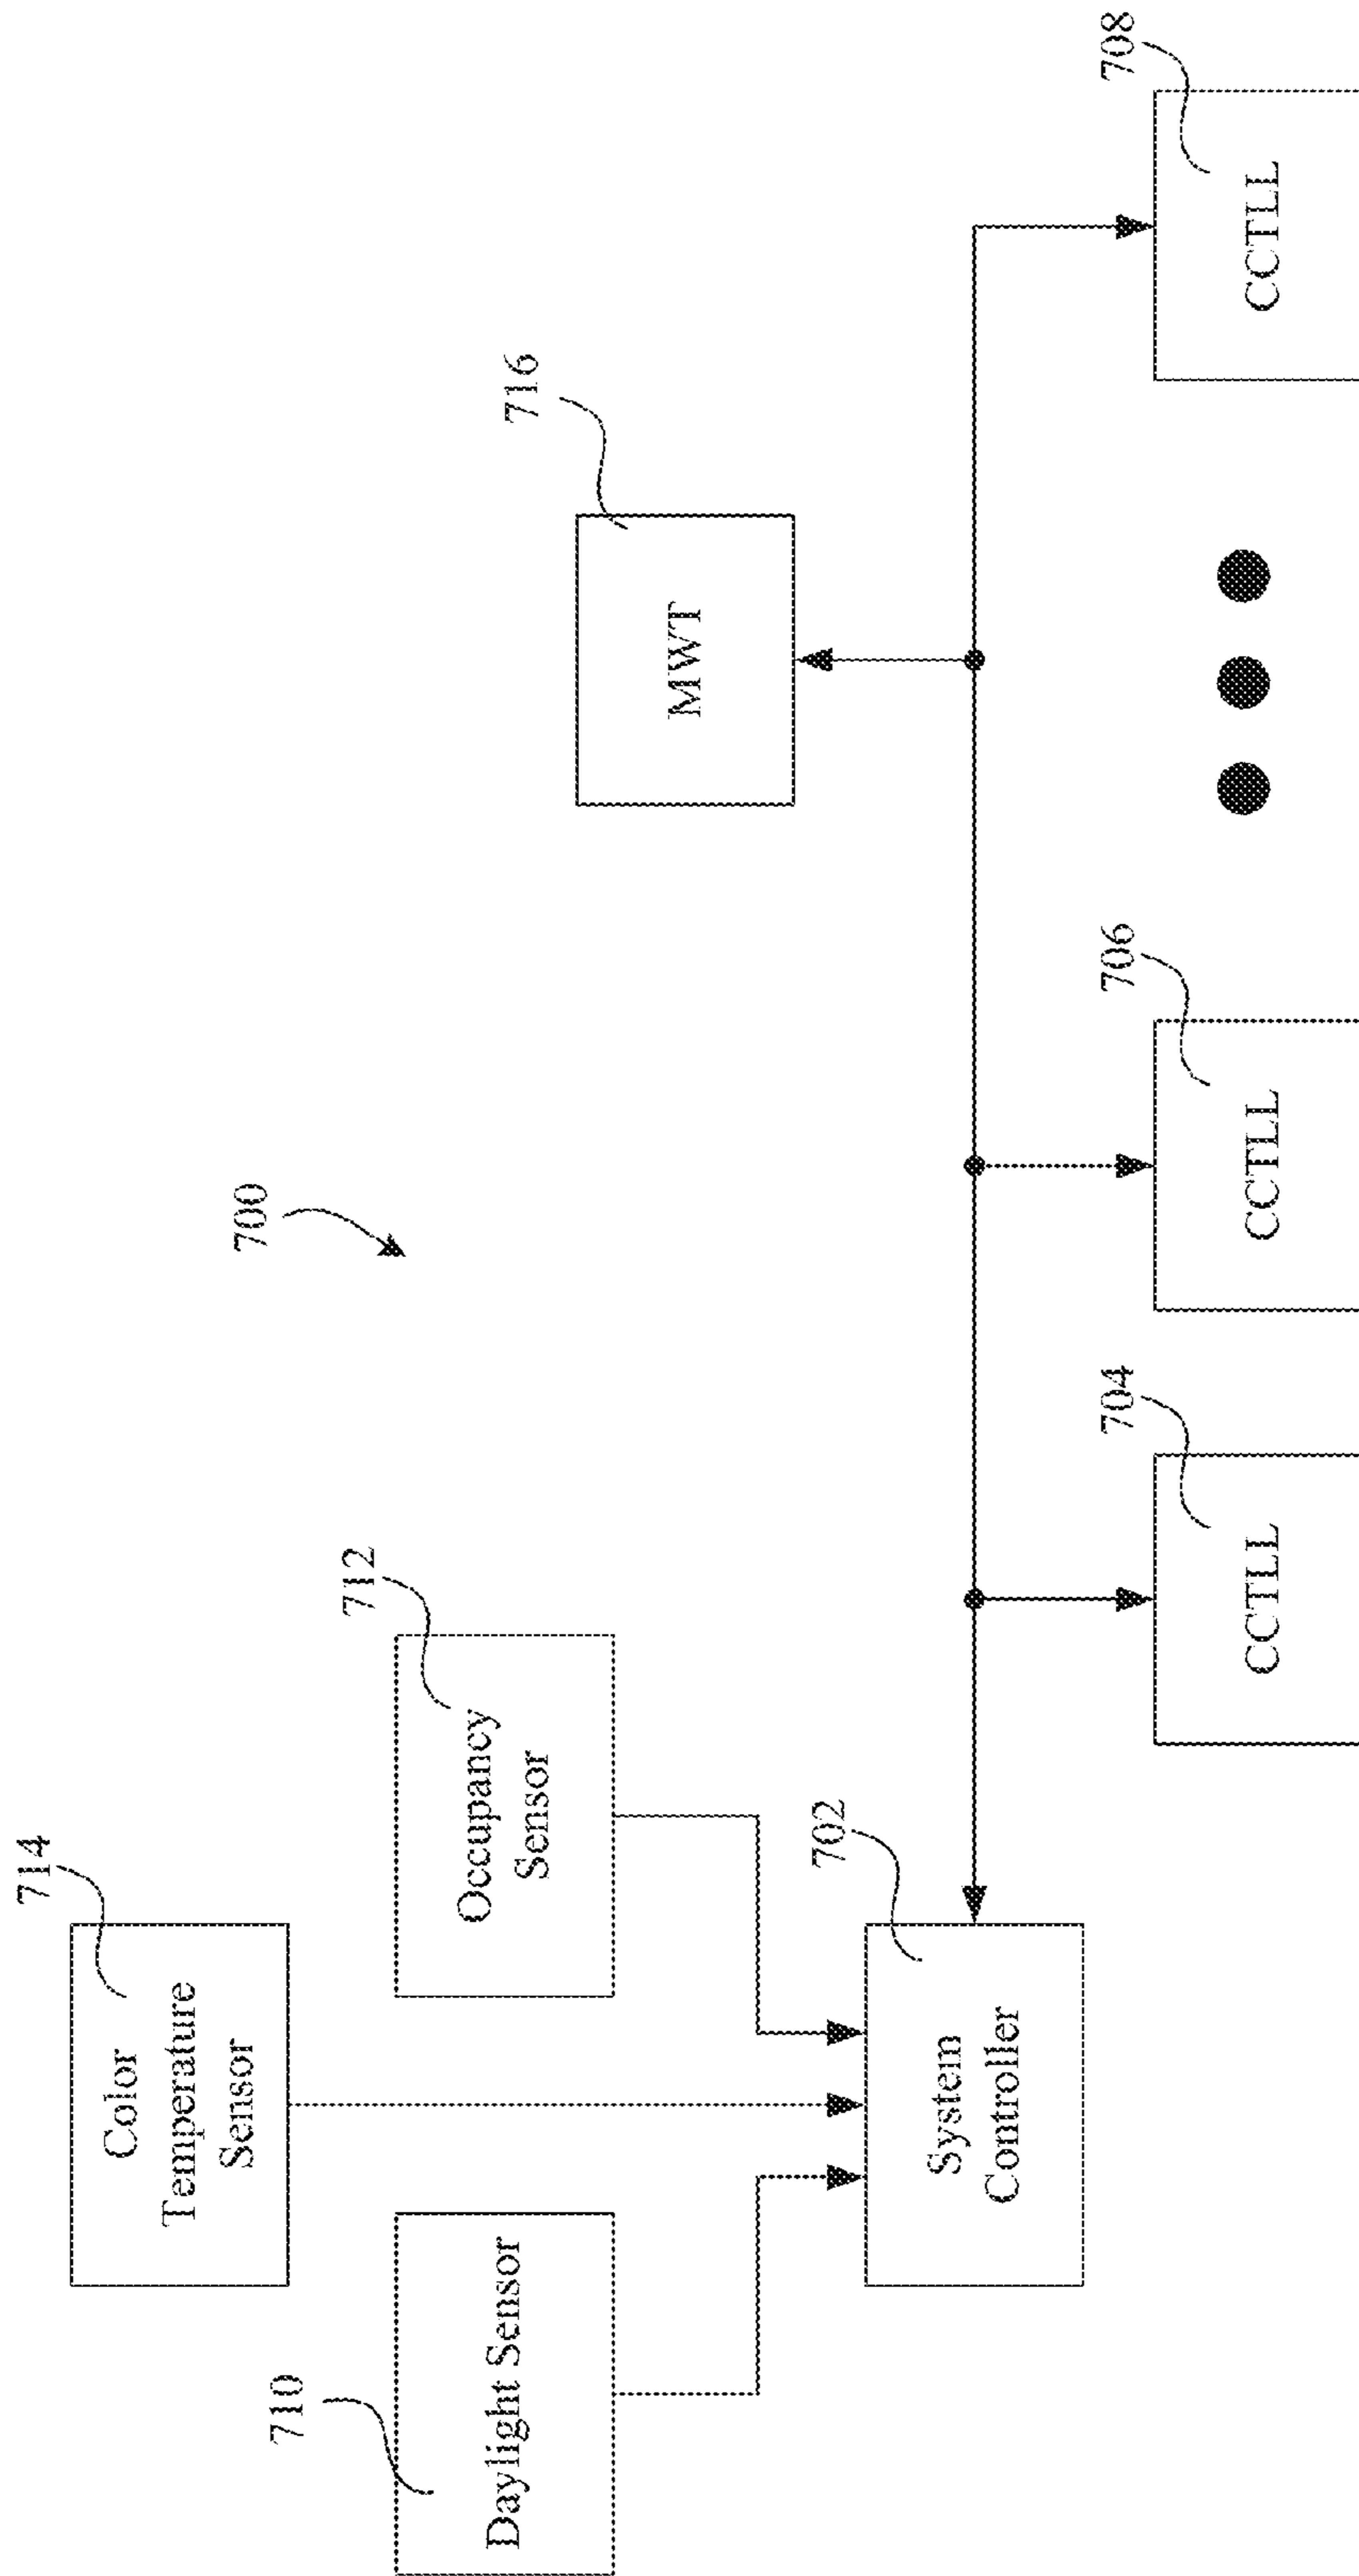 700
714
Color
Temperature
Sensor
710
Daylight Sensor
712
Occupancy
Sensor
702
System
Controller
716
MWT
704
CCTLL
706
CCTLL
708
CCTLL